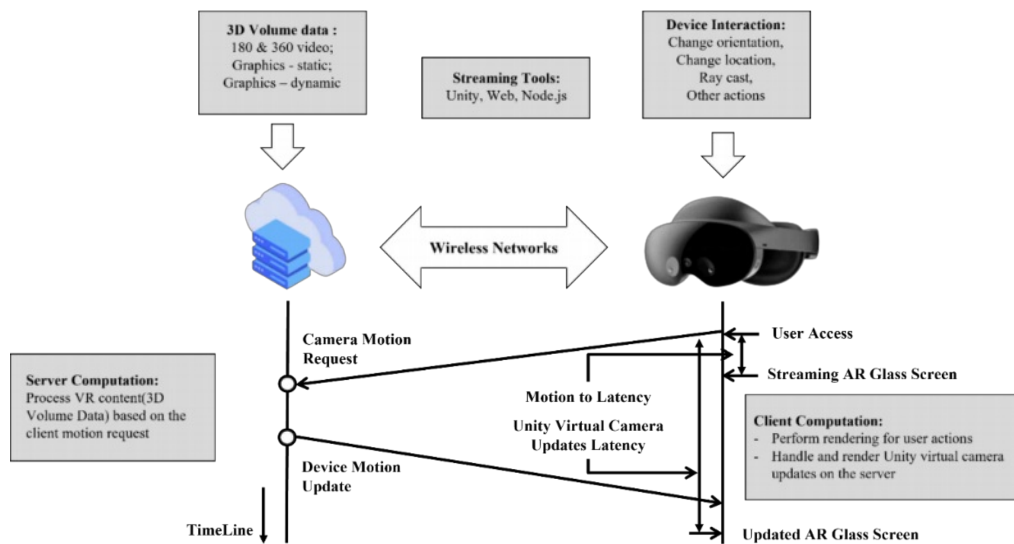 3D Volume data :
180 & 360 video;
Graphics - static;
Graphics – dynamic
Streaming Tools:
Unity, Web, Node.js
Device Interaction:
Change orientation,
Change location,
Ray cast,
Other actions
Wireless Networks
Camera Motion
Request
User Access
Streaming AR Glass Screen
Server Computation:
Process VR content(3D
Volume Data) based on the
client motion request
Motion to Latency
Unity Virtual Camera
Updates Latency
Client Computation:
- Perform rendering for user actions
- Handle and render Unity virtual camera
updates on the server
Device Motion
Update
TimeLine
Updated AR Glass Screen